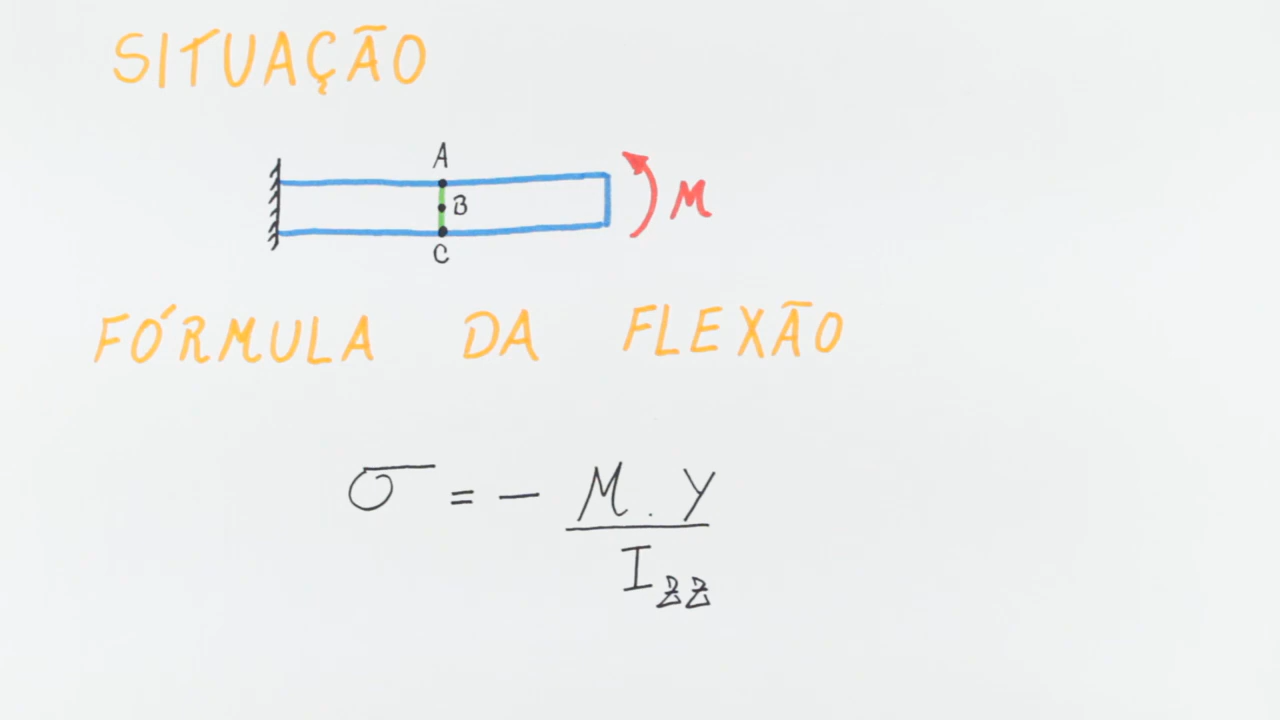 SITUAÇÃO
A
B
M
C
FÓRMULA DA FLEXÃO
σ = - M . Y
I zz